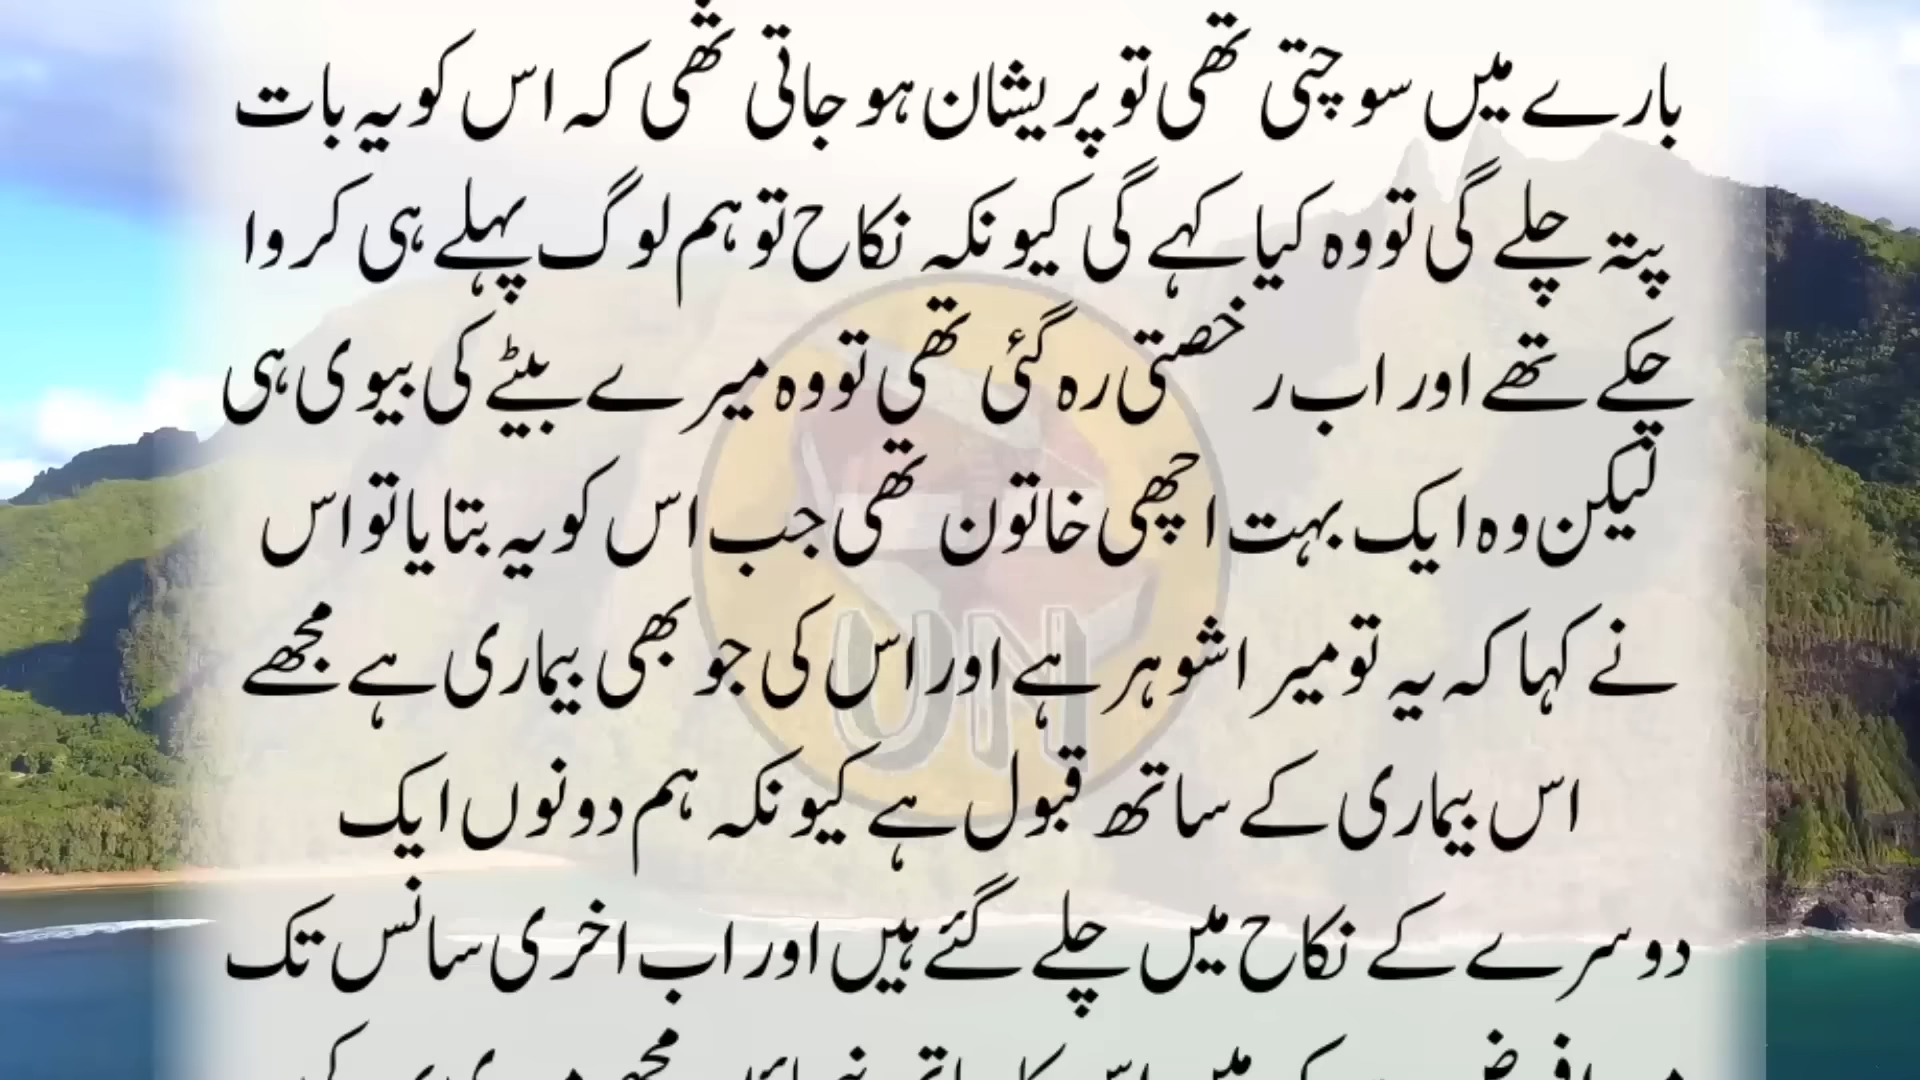 بارے میں سوچتی تھی تو پریشان ہو جاتی تھی کہ اس کو یہ بات
پتہ چلے گی تو وہ کیا کہے گی کیونکہ نکاح تو ہم لوگ پہلے ہی کروا
چکے تھے اور اب رخصتی رہ گئی تھی تو وہ میرے بیٹے کی بیوی ہی
لیکن وہ ایک بہت اچھی خاتون تھی جب اس کو یہ بتایا تو اس
نے کہا کہ یہ تو میرا شوہر ہے اور اس کی جو بھی بیماری ہے مجھے
اس بیماری کے ساتھ قبول ہے کیونکہ ہم دونوں ایک
دوسرے کے نکاح میں چلے گئے ہیں اور اب اخری سانس تک
UN